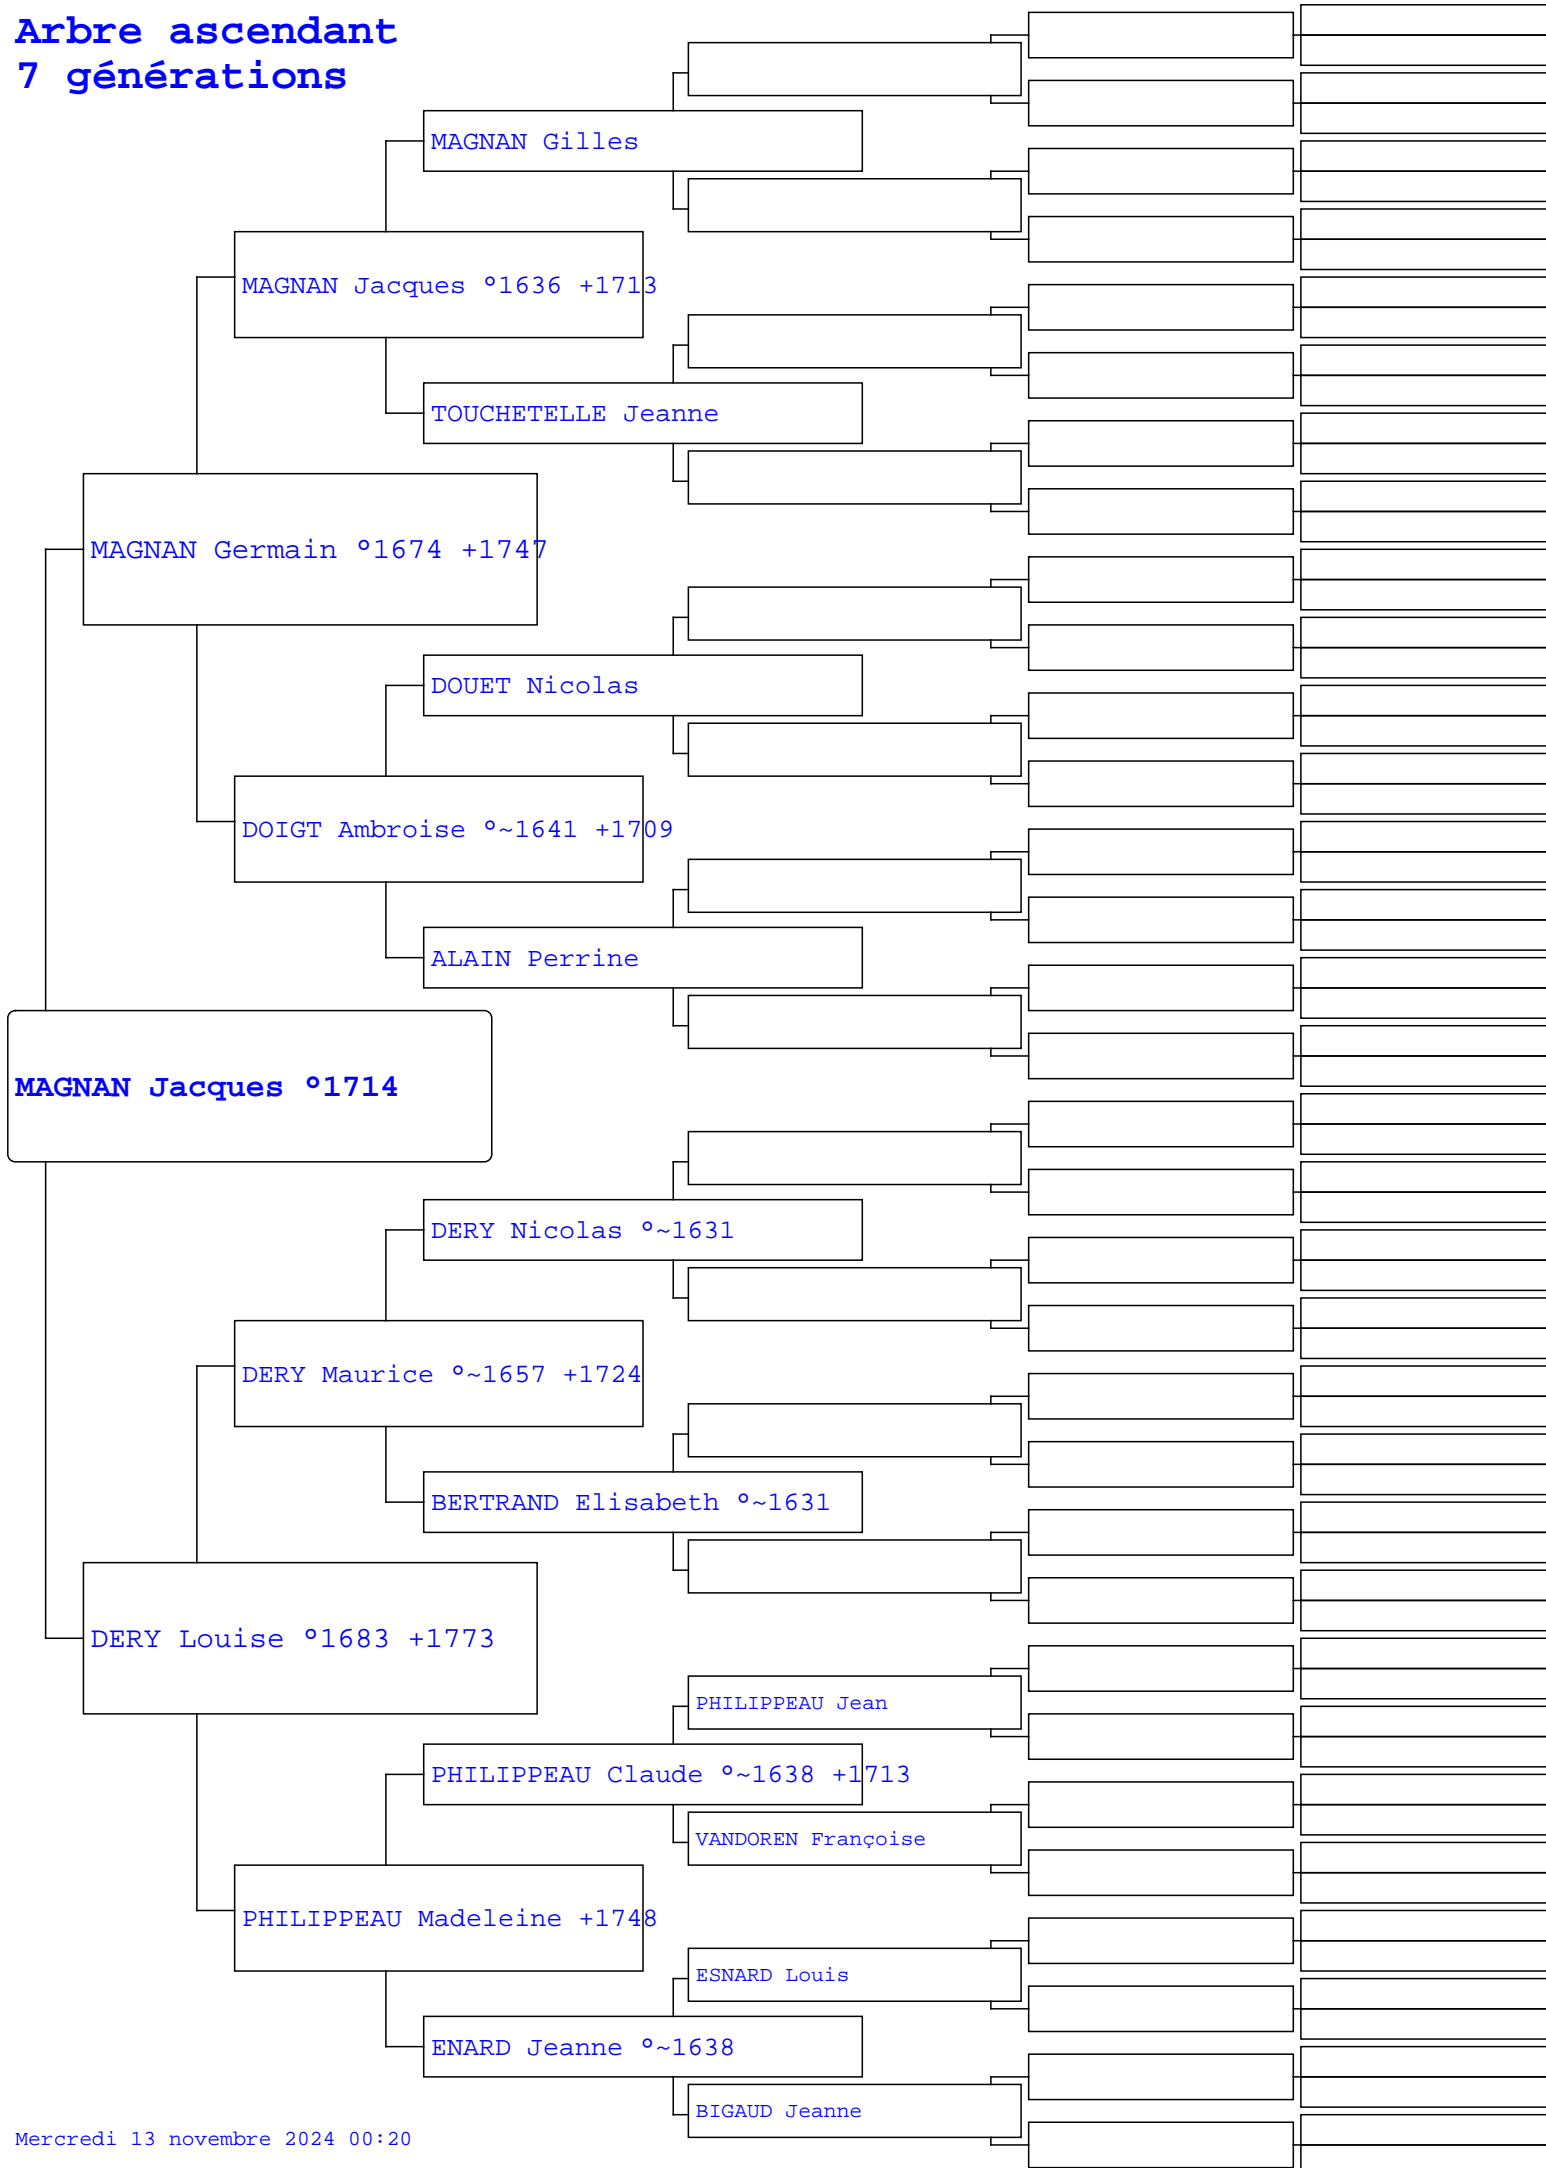 Arbre ascendant
7 générations
MAGNAN Gilles
MAGNAN Jacques °1636 +1713
TOUCHETELLE Jeanne
MAGNAN Germain °1674 +1747
DOUET Nicolas
DOIGT Ambroise °~1641 +1709
ALAIN Perrine
MAGNAN Jacques °1714
DERY Nicolas °~1631
DERY Maurice °~1657 +1724
BERTRAND Elisabeth °~1631
DERY Louise °1683 +1773
PHILIPPEAU Jean
PHILIPPEAU Claude °~1638 +1713
VANDOREN Françoise
PHILIPPEAU Madeleine +1748
ESNARD Louis
ENARD Jeanne °~1638
BIGAUD Jeanne
Mercredi 13 novembre 2024 00:20